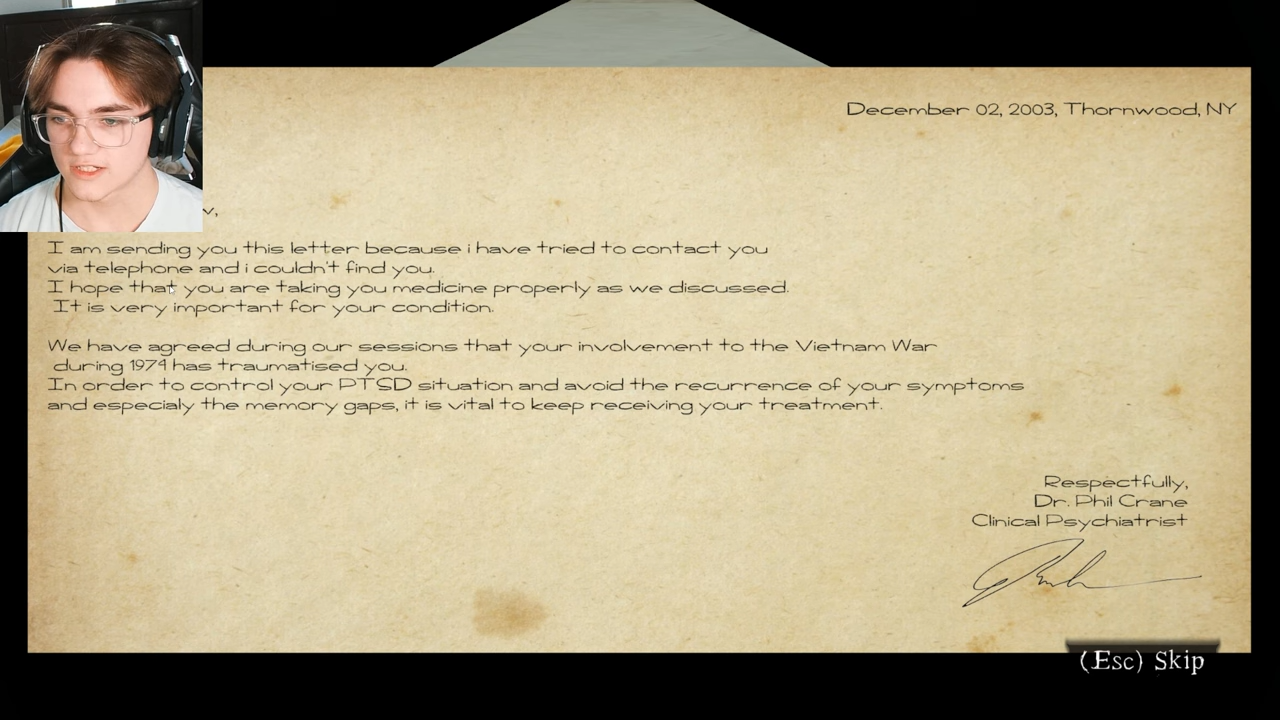 December 02, 2003, Thornwood, NY
v,
I am sending you this letter because i have tried to contact you
via telephone and i couldn't find you.
I hope that you are taking you medicine properly as we discussed.
It is very important for your condition.
We have agreed during our sessions that your involvement to the Vietnam War
during 1974 has traumatised you.
In order to control your PTSD situation and avoid the recurrence of your symptoms
and especialy the memory gaps, it is vital to keep receiving your treatment.
Respectfully,
Dr. Phil Crane
Clinical Psychiatrist
(Esc) Skip